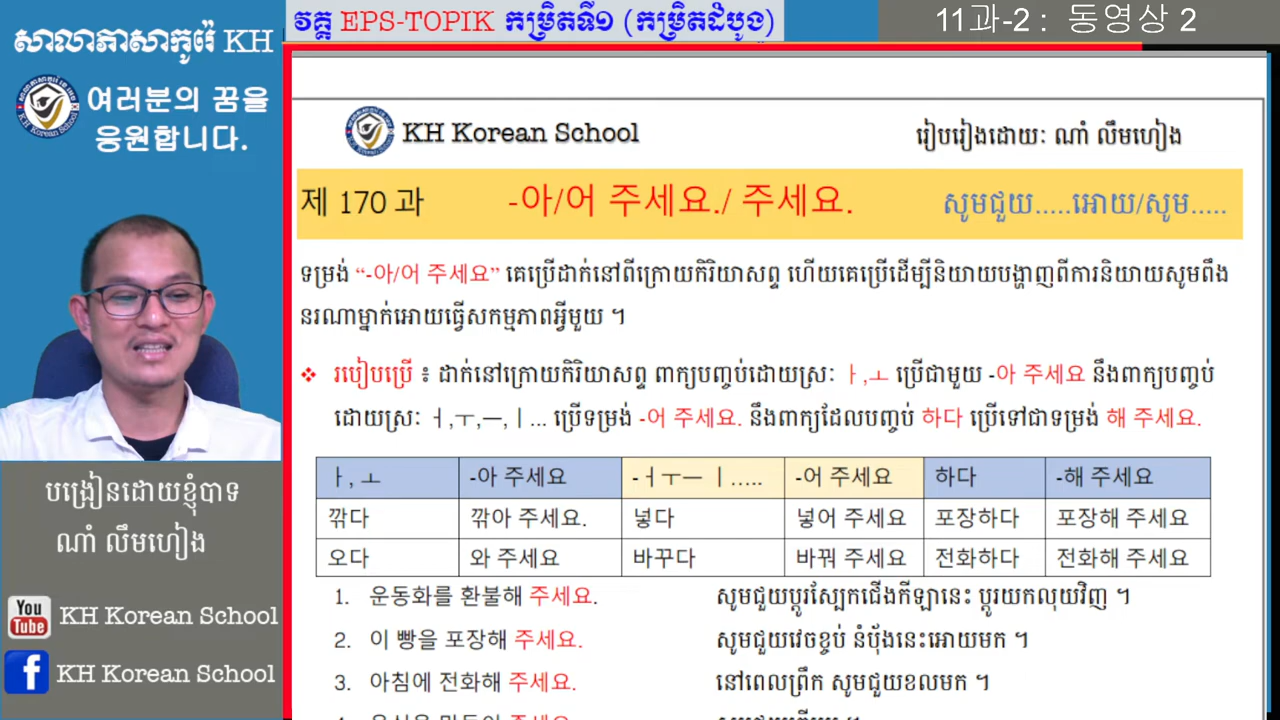 សាលាភាសាកូរ៉េ KH
여러분의 꿈을
응원합니다.
វគ្គ EPS-TOPIK កម្រិតទី១ (កម្រិតដំបូង)
11과-2 : 동영상 2
KH Korean School
រៀបរៀងដោយៈ ណាំ លឹមហៀង
제 170 과 -아/어 주세요./ 주세요. សូមជួយ.....អោយ/សូម.....
ទម្រង់ “-아/어 주세요” គេប្រើដាក់នៅពីក្រោយកិរិយាសព្ទ ហើយគេប្រើដើម្បីនិយាយបង្ហាញពីការនិយាយសូមពឹង
នរណាម្នាក់អោយធ្វើសកម្មភាពអ្វីមួយ ។
❖ របៀបប្រើ ៖ ដាក់នៅក្រោយកិរិយាសព្ទ ពាក្យបញ្ចប់ដោយស្រៈ ㅏ,ㅗ ប្រើជាមួយ -아 주세요 នឹងពាក្យបញ្ចប់
ដោយស្រៈ ㅓ,ㅜ,ㅡ,ㅣ... ប្រើទម្រង់ -어 주세요. នឹងពាក្យដែលបញ្ចប់ 하다 ប្រើទៅជាទម្រង់ 해 주세요.
ㅏ, ㅗ -아 주세요 -ㅓㅜㅡㅣ..... -어 주세요 하다 -해 주세요
깎다 깎아 주세요. 넣다 넣어 주세요 포장하다 포장해 주세요
오다 와 주세요 바꾸다 바꿔 주세요 전화하다 전화해 주세요
1. 운동화를 환불해 주세요. សូមជួយប្តូរស្បែកជើងកីឡានេះ ប្តូរយកលុយវិញ ។
2. 이 빵을 포장해 주세요. សូមជួយវេចខ្ចប់ នំប៉័ងនេះអោយមក ។
3. 아침에 전화해 주세요. នៅពេលព្រឹក សូមជួយខលមក ។
បង្រៀនដោយខ្ញុំបាទ
ណាំ លឹមហៀង
You Tube KH Korean School
f KH Korean School